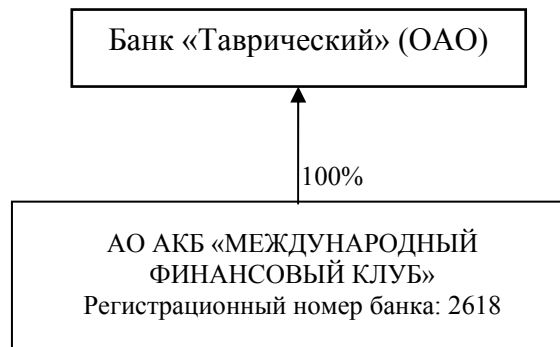 Банк «Таврический» (ОАО)
100%
АО АКБ «МЕЖДУНАРОДНЫЙ
ФИНАНСОВЫЙ КЛУБ»
Регистрационный номер банка: 2618